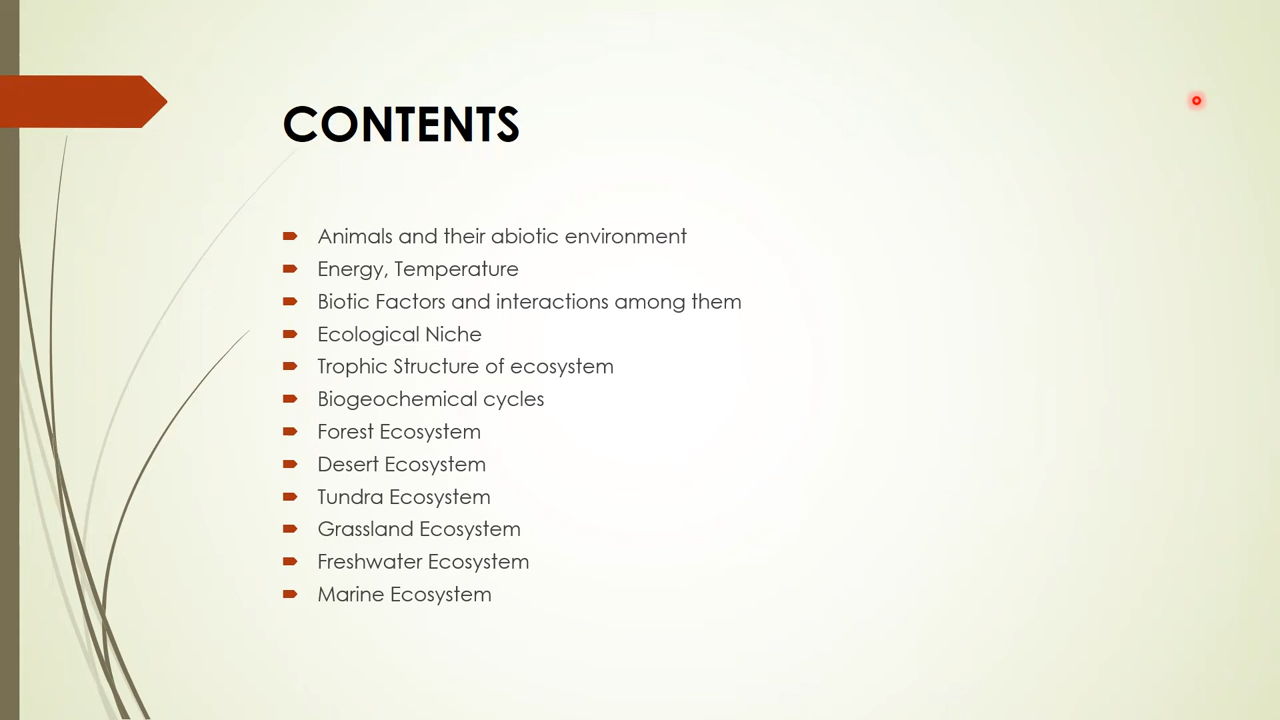 CONTENTS
Animals and their abiotic environment
Energy, Temperature
Biotic Factors and interactions among them
Ecological Niche
Trophic Structure of ecosystem
Biogeochemical cycles
Forest Ecosystem
Desert Ecosystem
Tundra Ecosystem
Grassland Ecosystem
Freshwater Ecosystem
Marine Ecosystem